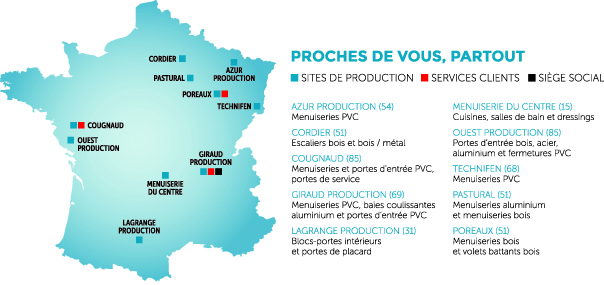 CORDIER
AZUR
PRODUCTION
PASTURAL
POREAUX
TECHNIFEN
COUGNAUD
OUEST
PRODUCTION
GIRAUD
PRODUCTION
MENUISERIE
DU CENTRE
LAGRANGE
PRODUCTION
PROCHES DE VOUS, PARTOUT
SITES DE PRODUCTION SERVICES CLIENTS SIÈGE SOCIAL
AZUR PRODUCTION (54)
Menuiseries PVC
CORDIER (51)
Escaliers bois et bois / métal
COUGNAUD (85)
Menuiseries et portes d'entrée PVC,
portes de service
GIRAUD PRODUCTION (69)
Menuiseries PVC, baies coulissantes
aluminium et portes d'entrée PVC
LAGRANGE PRODUCTION (31)
Blocs-portes intérieurs
et portes de placard
MENUISERIE DU CENTRE (15)
Cuisines, salles de bain et dressings
OUEST PRODUCTION (85)
Portes d'entrée bois, acier,
aluminium et fermetures PVC
TECHNIFEN (68)
Menuiseries PVC
PASTURAL (51)
Menuiseries aluminium
et menuiseries bois
POREAUX (51)
Menuiseries bois
et volets battants bois